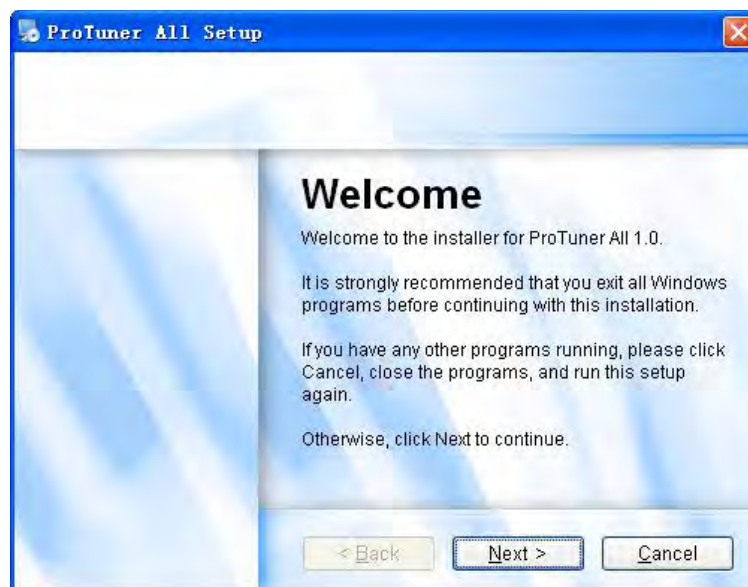 ProTuner All Setup
Welcome
Welcome to the installer for ProTuner All 1.0.
It is strongly recommended that you exit all Windows
programs before continuing with this installation.
If you have any other programs running, please click
Cancel, close the programs, and run this setup
again.
Otherwise, click Next to continue.
< Back
Next >
Cancel